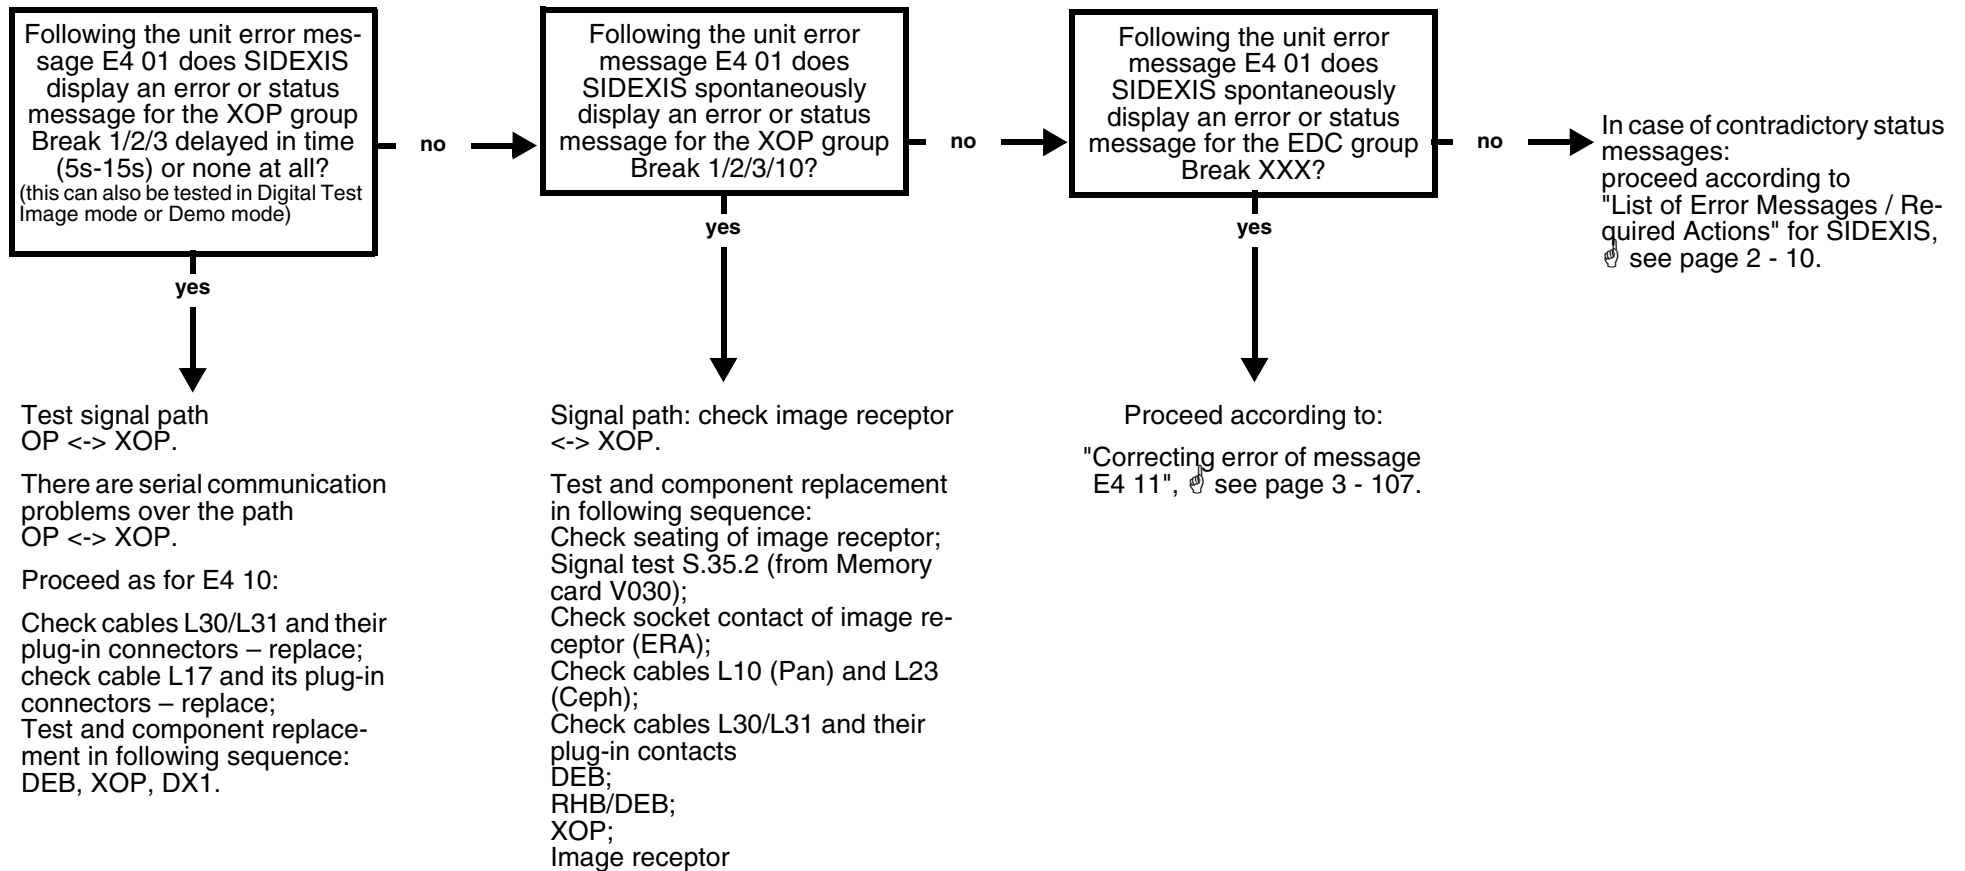 Following the unit error mes-
sage E4 01 does SIDEXIS
display an error or status
message for the XOP group
Break 1/2/3 delayed in time
(5s-15s) or none at all?
(this can also be tested in Digital Test
Image mode or Demo mode)
no
yes
Test signal path
OP <-> XOP.
There are serial communication
problems over the path
OP <-> XOP.
Proceed as for E4 10:
Check cables L30/L31 and their
plug-in connectors – replace;
check cable L17 and its plug-in
connectors – replace;
Test and component replace-
ment in following sequence:
DEB, XOP, DX1.
Following the unit error
message E4 01 does
SIDEXIS spontaneously
display an error or status
message for the XOP group
Break 1/2/3/10?
no
yes
Signal path: check image receptor
<-> XOP.
Test and component replacement
in following sequence:
Check seating of image receptor;
Signal test S.35.2 (from Memory
card V030);
Check socket contact of image re-
ceptor (ERA);
Check cables L10 (Pan) and L23
(Ceph);
Check cables L30/L31 and their
plug-in contacts
DEB;
RHB/DEB;
XOP;
Image receptor
Following the unit error
message E4 01 does
SIDEXIS spontaneously
display an error or status
message for the EDC group
Break XXX?
no
yes
Proceed according to:
"Correcting error of message
E4 11", see page 3 - 107.
In case of contradictory status
messages:
proceed according to
"List of Error Messages / Re-
quired Actions" for SIDEXIS,
see page 2 - 10.